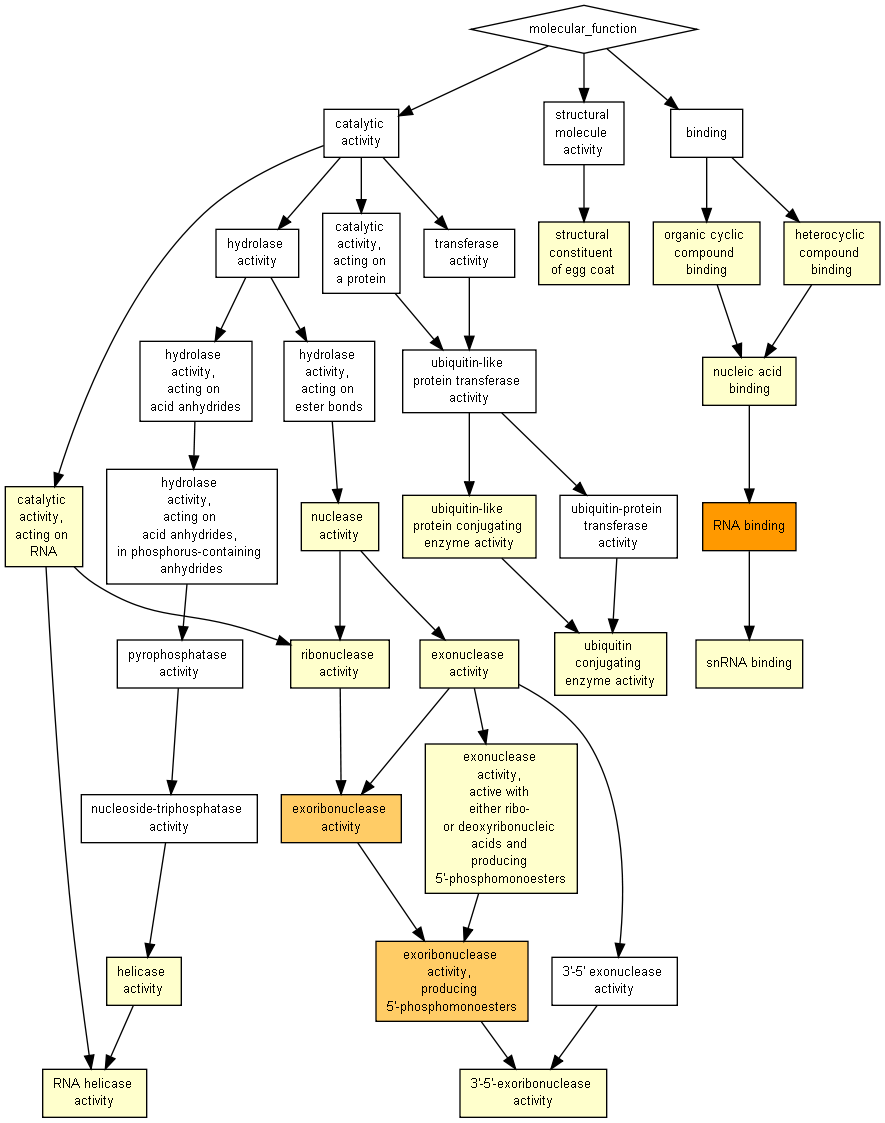 molecular_function
catalytic
activity
structural
molecule
activity
binding
hydrolase
activity
catalytic
activity,
acting on
a protein
transferase
activity
structural
constituent
of egg coat
organic cyclic
compound
binding
heterocyclic
compound
binding
hydrolase
activity,
acting on
acid anhydrides
hydrolase
activity,
acting on
ester bonds
ubiquitin-like
protein transferase
activity
nucleic acid
binding
catalytic
activity,
acting on
RNA
hydrolase
activity,
acting on
acid anhydrides,
in phosphorus-containing
anhydrides
nuclease
activity
ubiquitin-like
protein conjugating
enzyme activity
ubiquitin-protein
transferase
activity
RNA binding
pyrophosphatase
activity
ribonuclease
activity
exonuclease
activity
ubiquitin
conjugating
enzyme activity
snRNA binding
nucleoside-triphosphatase
activity
exoribonuclease
activity
exonuclease
activity,
active with
either ribo-
or deoxyribonucleic
acids and
producing
5'-phosphomonoesters
helicase
activity
exoribonuclease
activity,
producing
5'-phosphomonoesters
3'-5' exonuclease
activity
RNA helicase
activity
3'-5'-exoribonuclease
activity